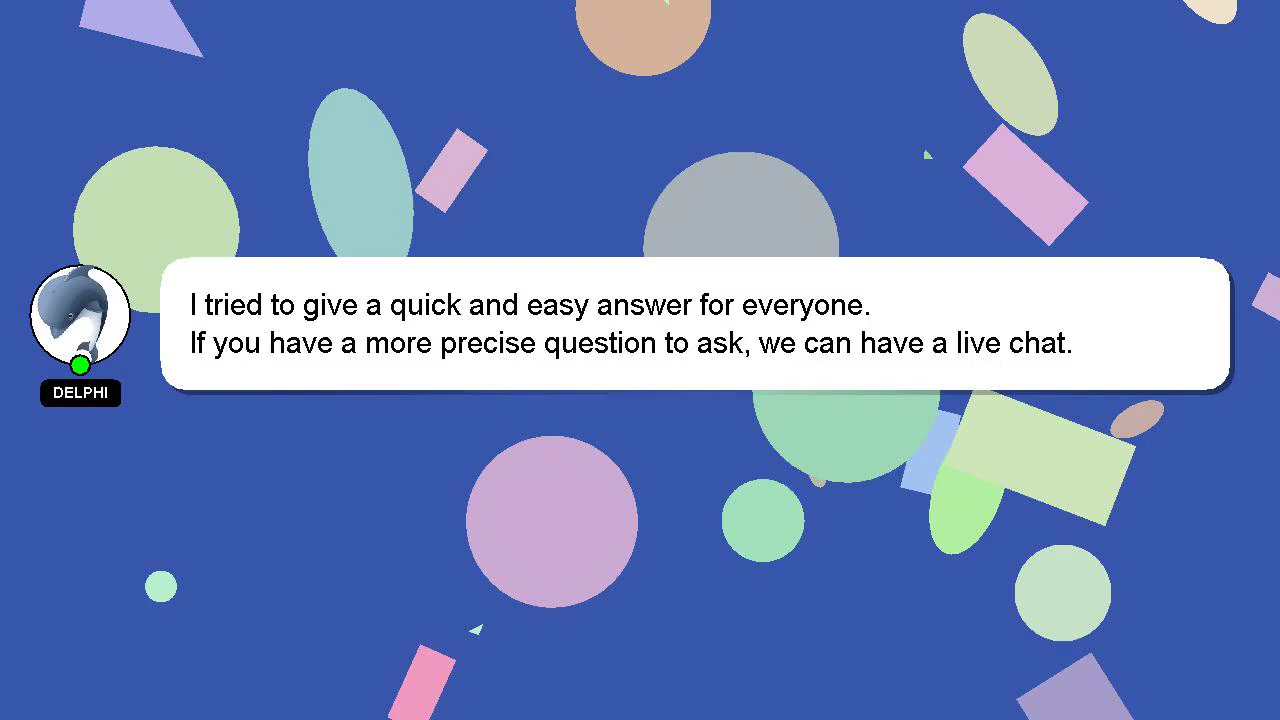 I tried to give a quick and easy answer for everyone.
If you have a more precise question to ask, we can have a live chat.
DELPHI